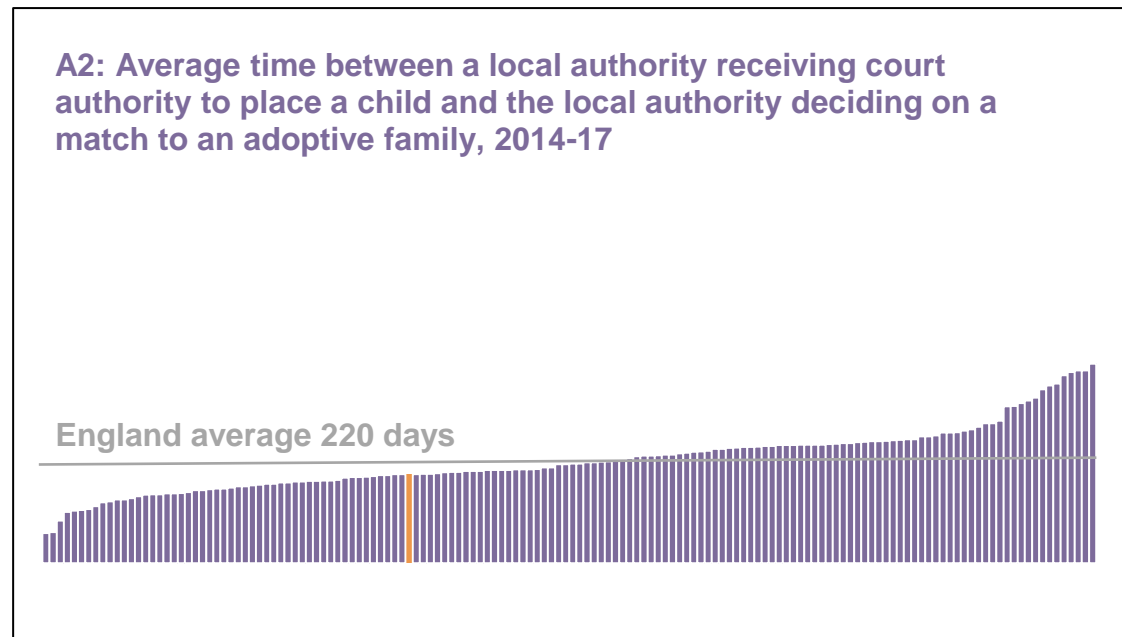 A2: Average time between a local authority receiving court
authority to place a child and the local authority deciding on a
match to an adoptive family, 2014-17
England average 220 days